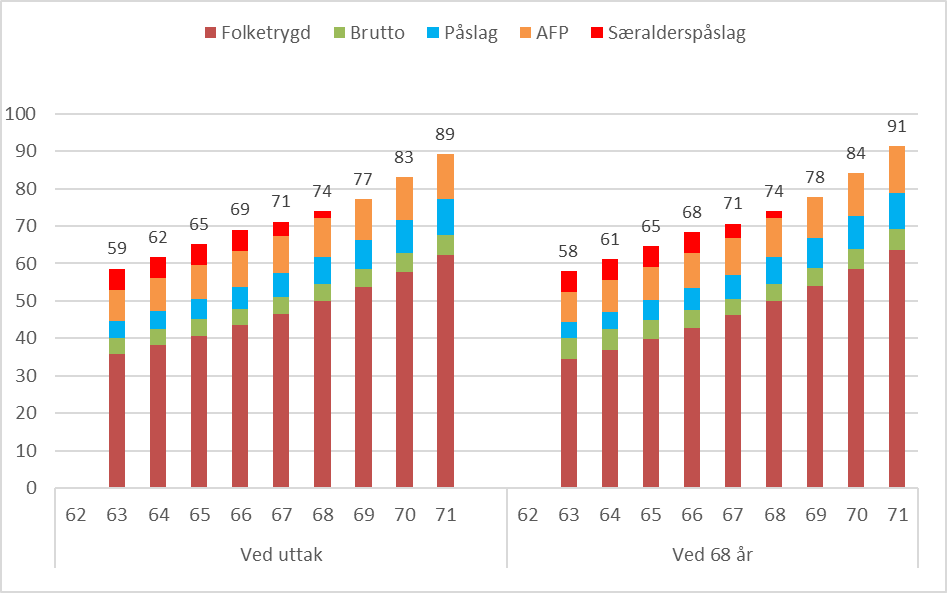 Folketrygd Brutto Påslag AFP Særalderspåslag
100
90
80
70
60
50
40
30
20
10
0
59 62 65 69 71 74 77 83 89
58 61 65 68 71 74 78 84 91
62 63 64 65 66 67 68 69 70 71 62 63 64 65 66 67 68 69 70 71
Ved uttak Ved 68 år